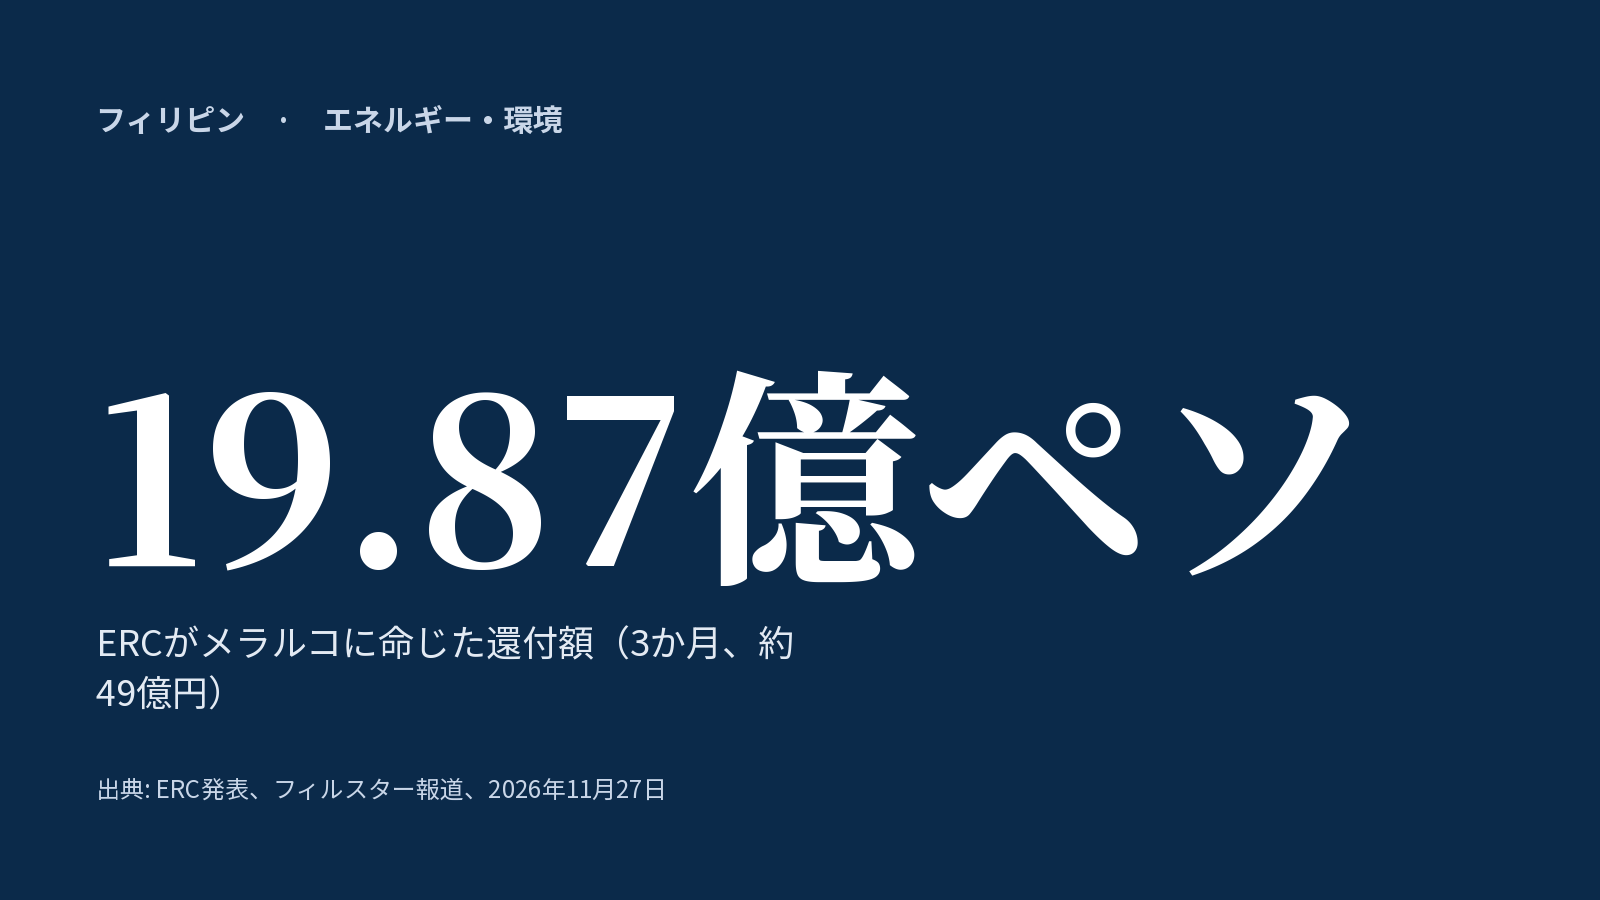 フィリピン · エネルギー・環境
19.87億ペソ
ERCがメラルコに命じた還付額（3か月、約
49億円）
出典: ERC発表、フィルスター報道、2026年11月27日